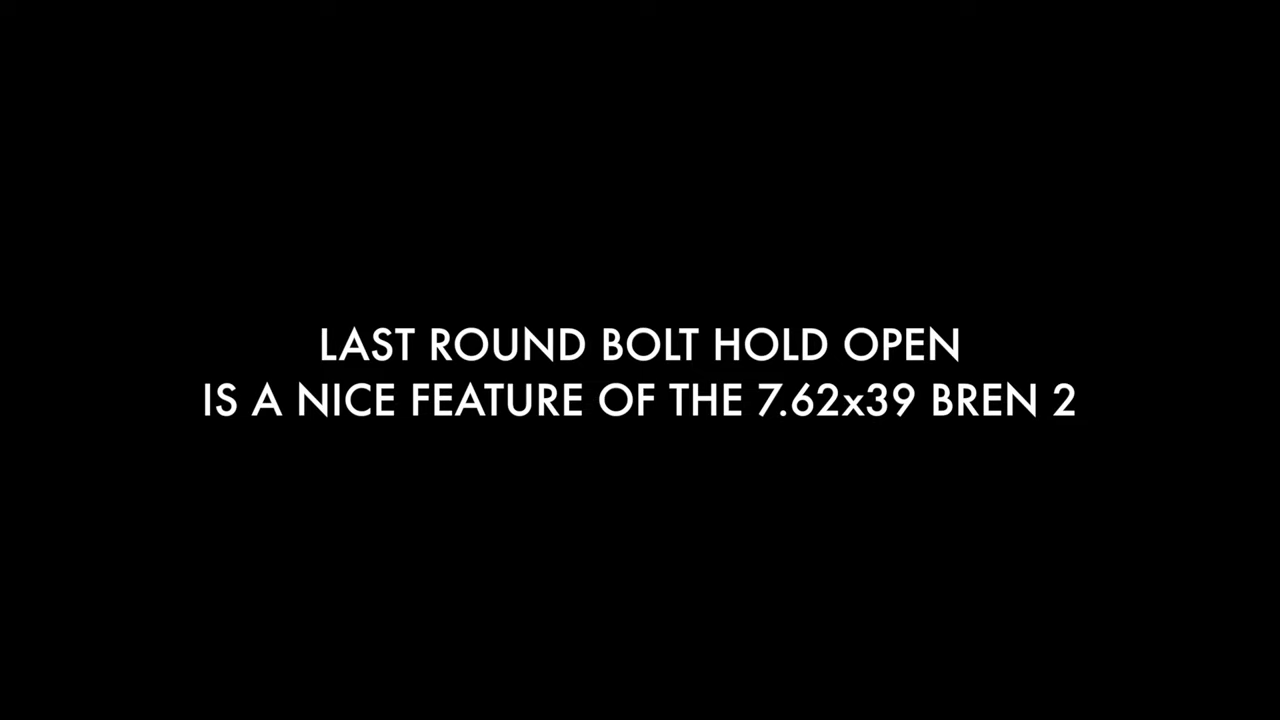 LAST ROUND BOLT HOLD OPEN
IS A NICE FEATURE OF THE 7.62x39 BREN 2